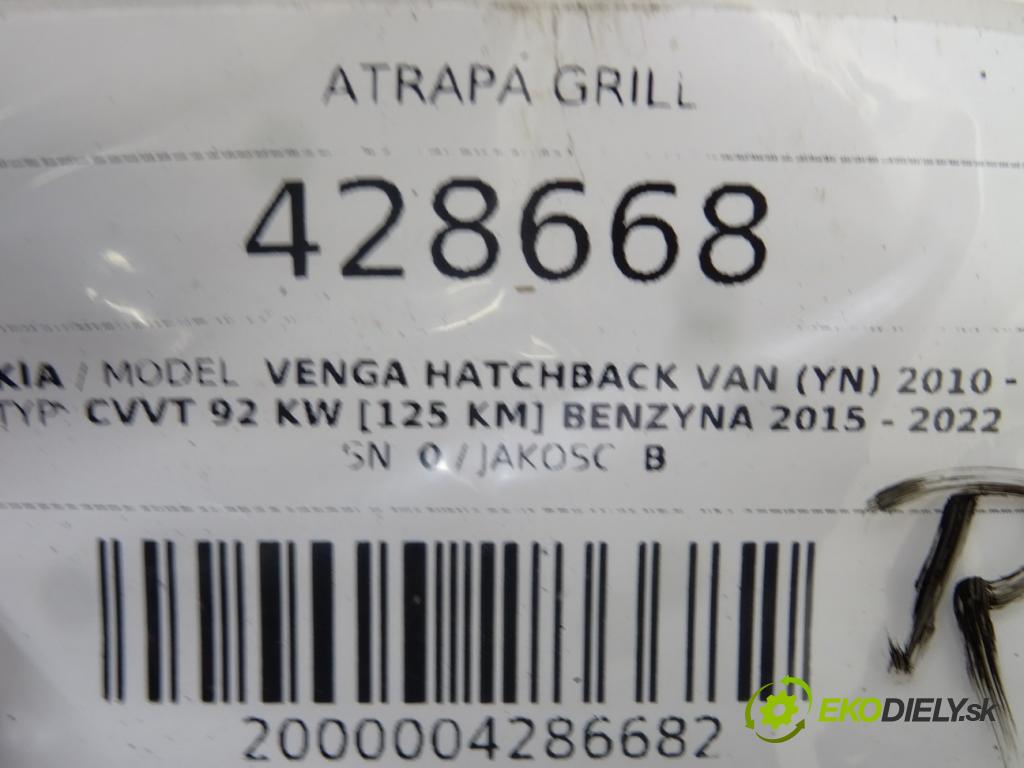 ATRAPA GRILL
428668
KIA / MODEL VENGA HATCHBACK VAN (YN) 2010 -
TYP: CVVT 92 KW [125 KM] BENZYNA 2015 - 2022
SN 0 / JAKOSC B
2000004286682
EKODIELY.sk